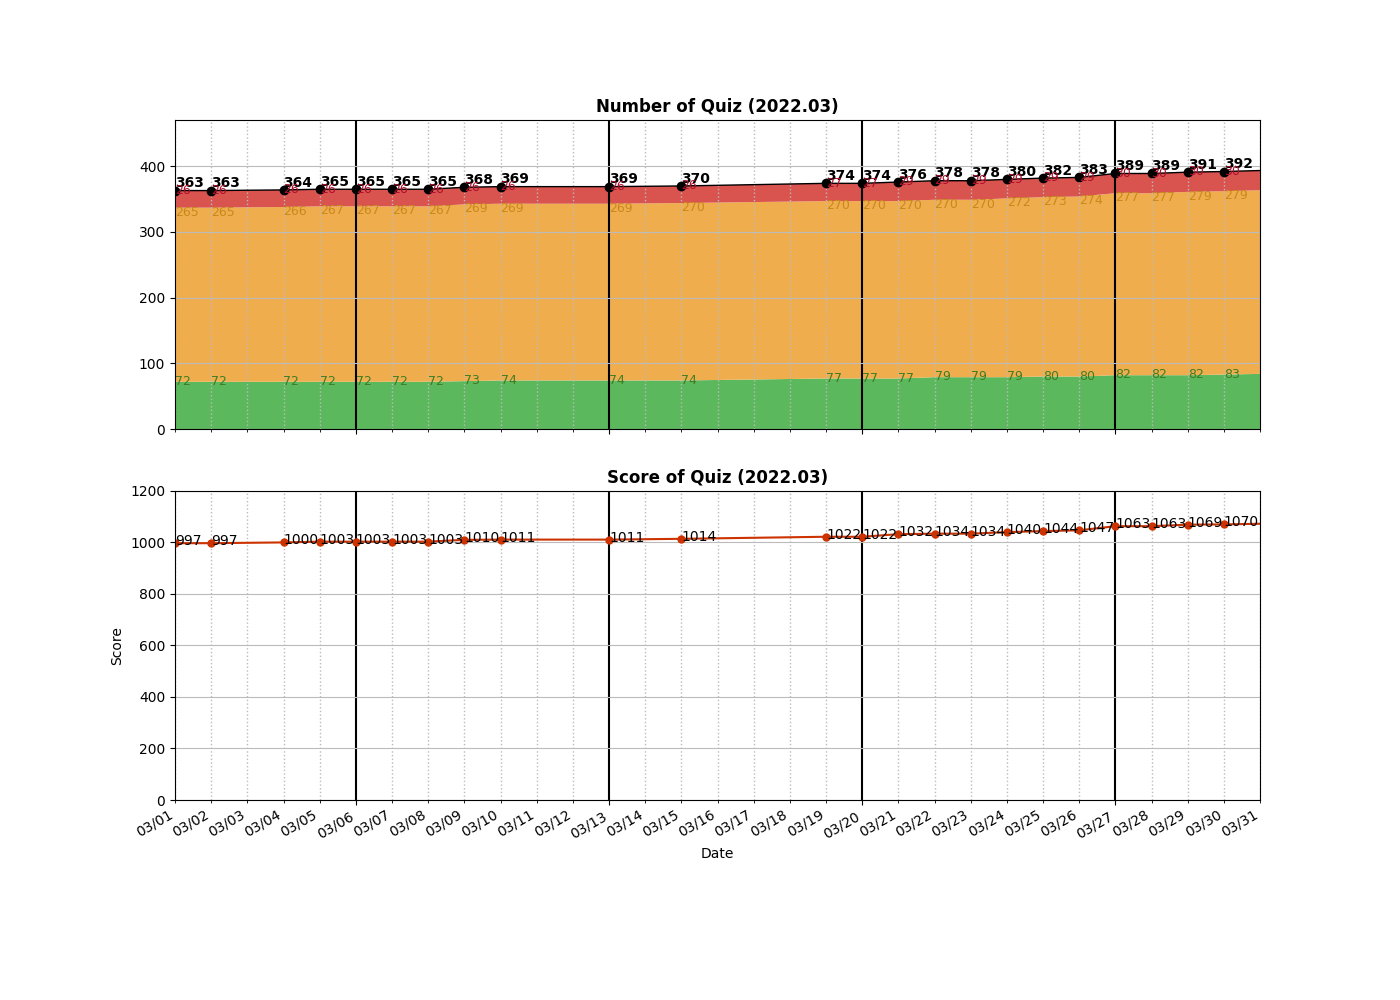 Number of Quiz (2022.03)
400
300
200
100
0
363 363 364 365 365 365 365 368 369 369 370 374 374 376 378 378 380 382 383 389 389 391 392
265 265 266 267 267 267 267 269 269 269 270 270 270 270 270 270 272 273 274 277 277 279 279
72 72 72 72 72 72 72 73 74 74 74 77 77 77 79 79 79 80 80 82 82 82 83
Score of Quiz (2022.03)
1200
1000
800
600
400
200
0
Score
997 997 1000 1003 1003 1003 1003 1010 1011 1011 1014 1022 1022 1032 1034 1034 1040 1044 1047 1063 1063 1069 1070
03/01 03/02 03/03 03/04 03/05 03/06 03/07 03/08 03/09 03/10 03/11 03/12 03/13 03/14 03/15 03/16 03/17 03/18 03/19 03/20 03/21 03/22 03/23 03/24 03/25 03/26 03/27 03/28 03/29 03/30 03/31
Date